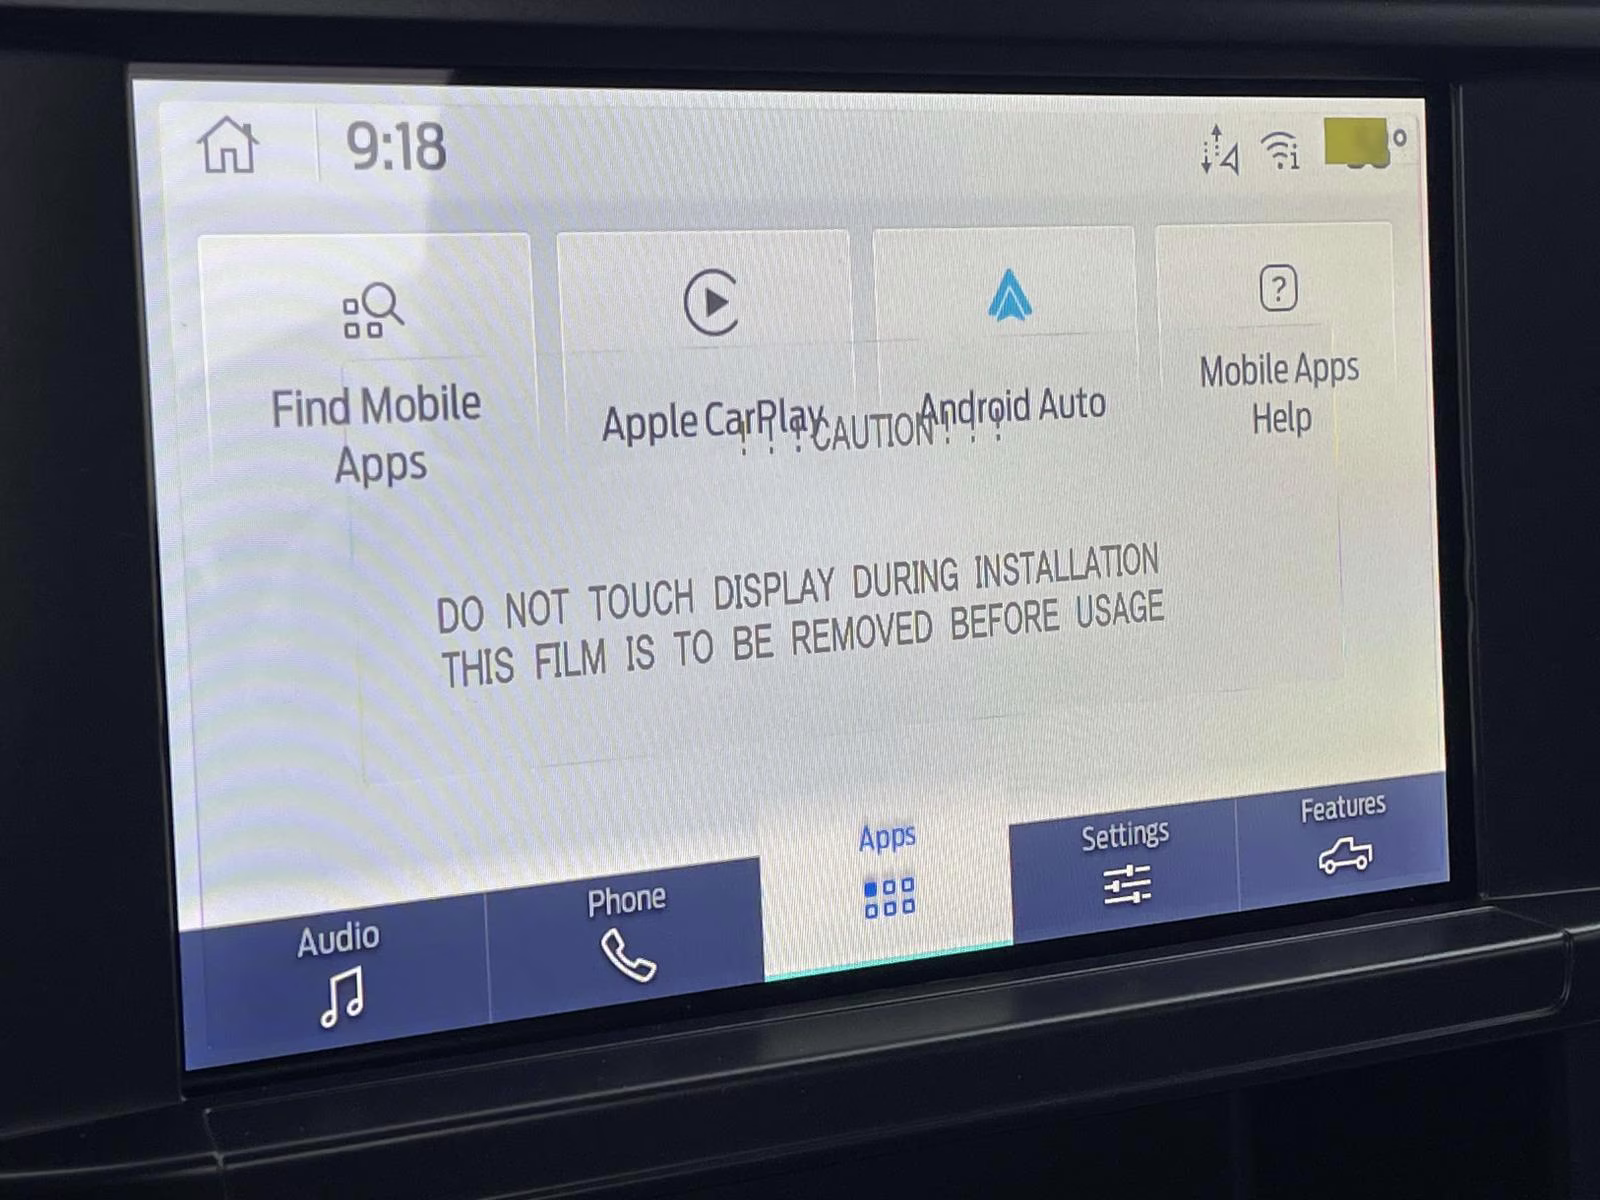 9:18
Find Mobile
Apps
Apple CarPlay
Android Auto
Mobile Apps
Help
! ! ! CAUTION ! ! !
DO NOT TOUCH DISPLAY DURING INSTALLATION
THIS FILM IS TO BE REMOVED BEFORE USAGE
Audio
Phone
Apps
Settings
Features